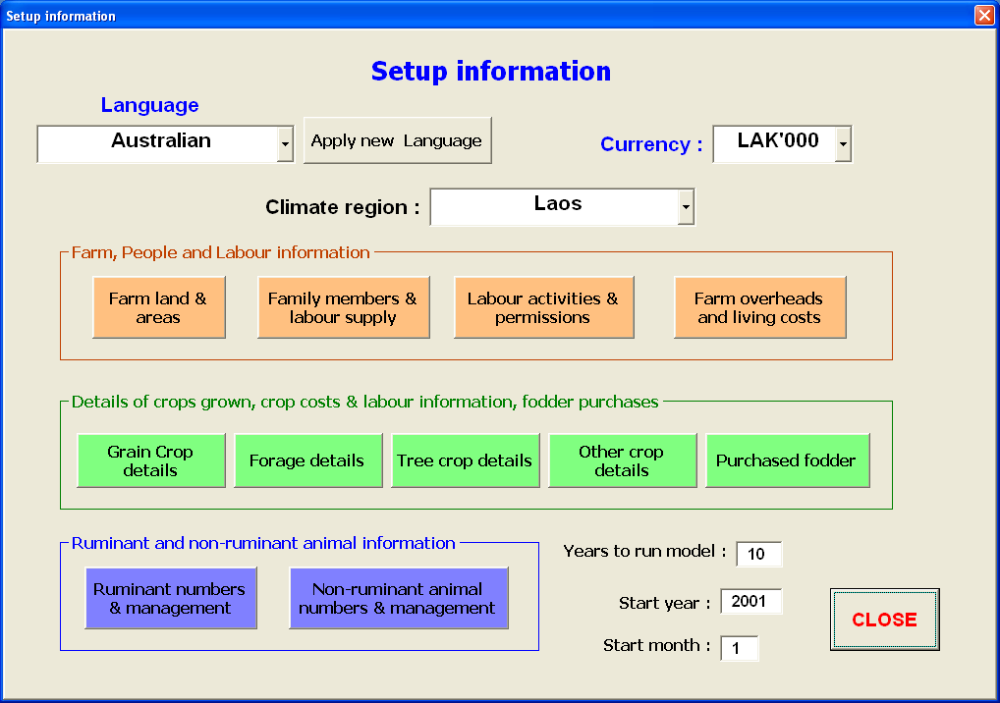 Setup information
Setup information
Language
Australian
Apply new  Language
Currency :
LAK'000
Climate region :
Laos
Farm, People and Labour information
Farm land &
areas
Family members &
labour supply
Labour activities &
permissions
Farm overheads
and living costs
Details of crops grown, crop costs & labour information, fodder purchases
Grain Crop
details
Forage details
Tree crop details
Other crop
details
Purchased fodder
Ruminant and non-ruminant animal information
Ruminant numbers
& management
Non-ruminant animal
numbers & management
Years to run model :
10
Start year :
2001
Start month :
1
CLOSE